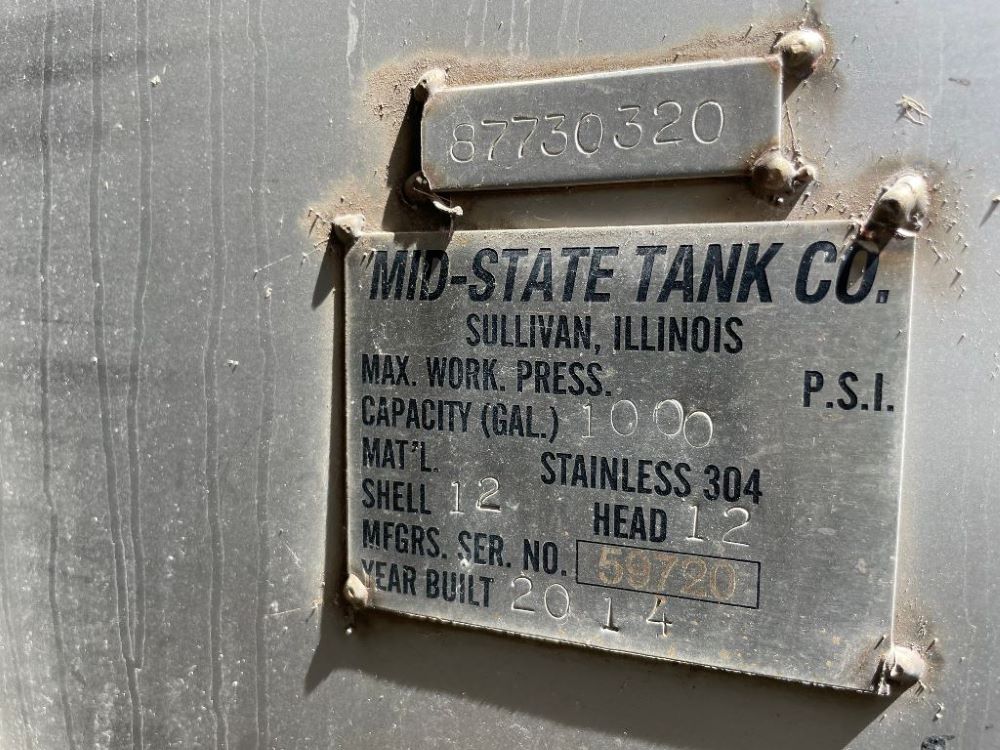 87730320
MID-STATE TANK CO.
SULLIVAN, ILLINOIS
MAX. WORK. PRESS. P.S.I.
CAPACITY (GAL.) 1000
MAT'L. STAINLESS 304
SHELL 12 HEAD 12
MFGRS. SER. NO. 59720
YEAR BUILT 2014